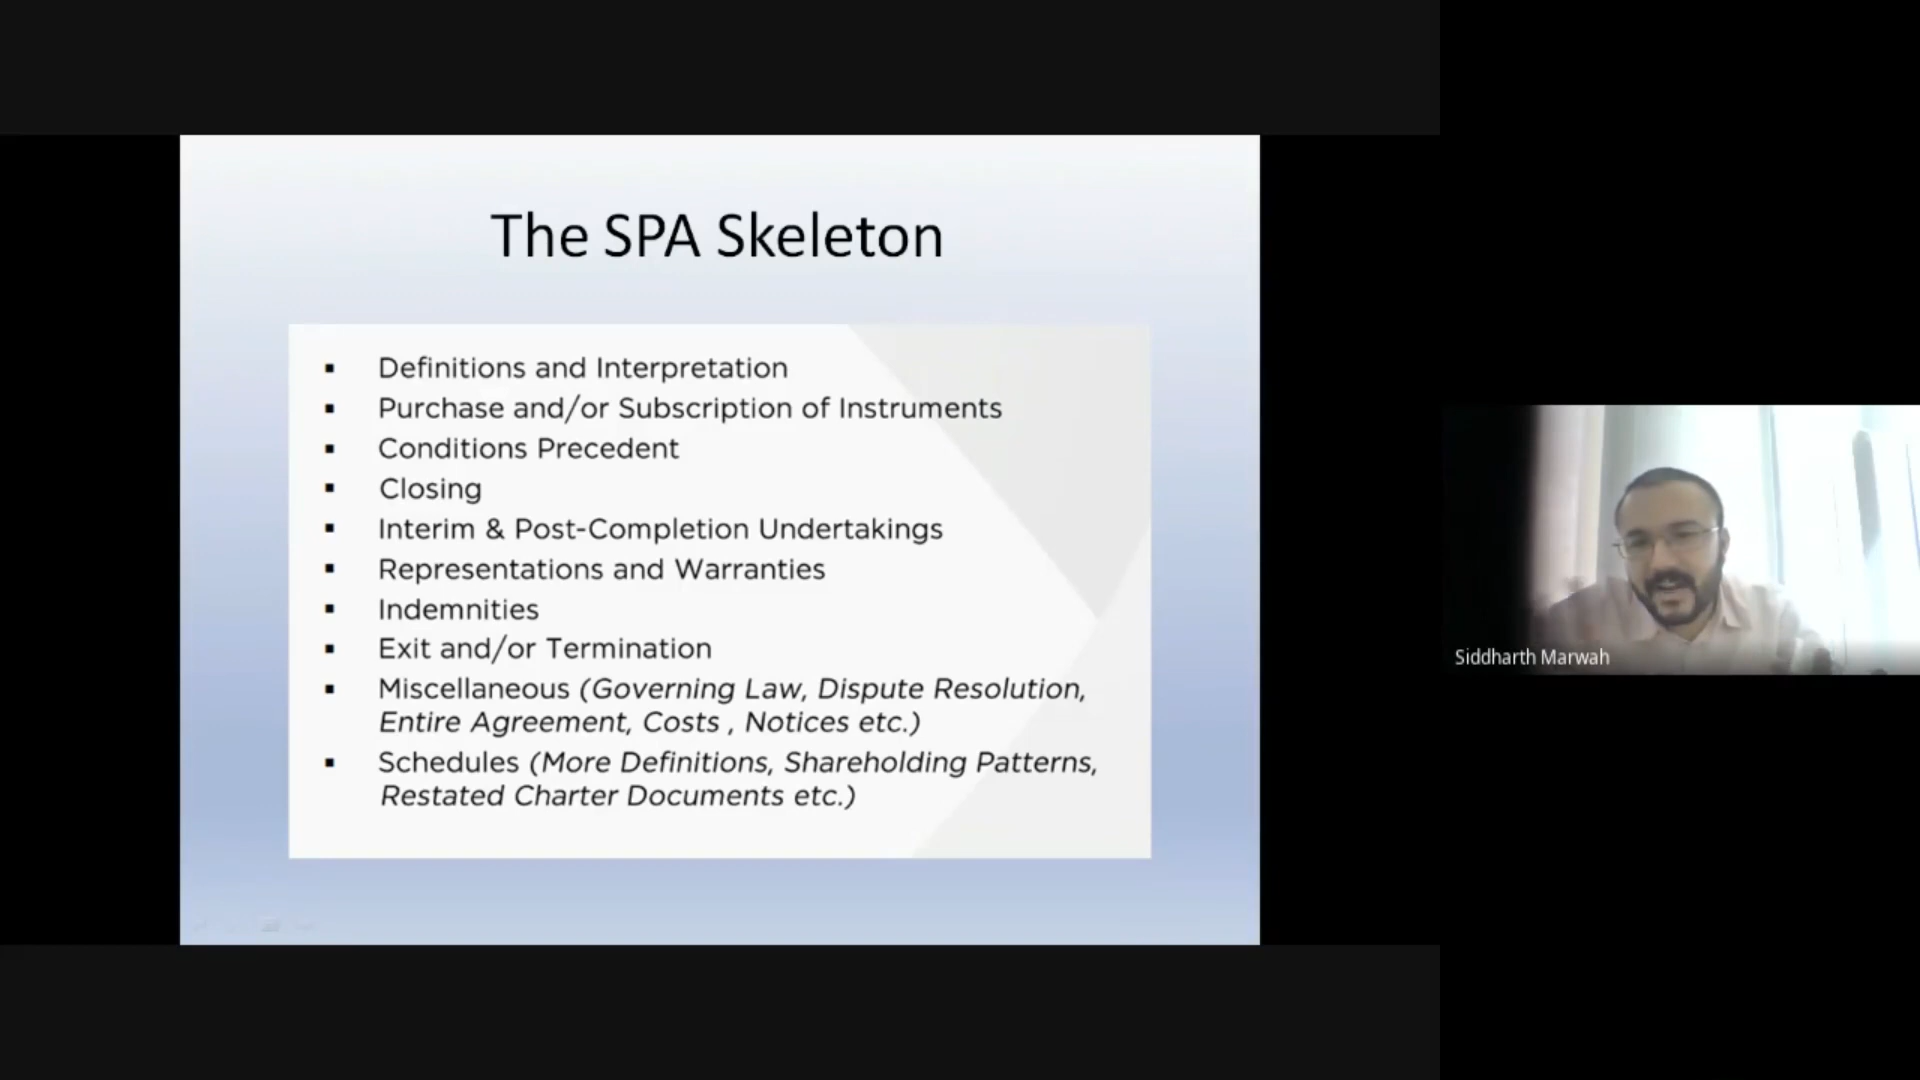 The SPA Skeleton
▪ Definitions and Interpretation
▪ Purchase and/or Subscription of Instruments
▪ Conditions Precedent
▪ Closing
▪ Interim & Post-Completion Undertakings
▪ Representations and Warranties
▪ Indemnities
▪ Exit and/or Termination
▪ Miscellaneous (Governing Law, Dispute Resolution,
Entire Agreement, Costs , Notices etc.)
▪ Schedules (More Definitions, Shareholding Patterns,
Restated Charter Documents etc.)
Siddharth Marwah